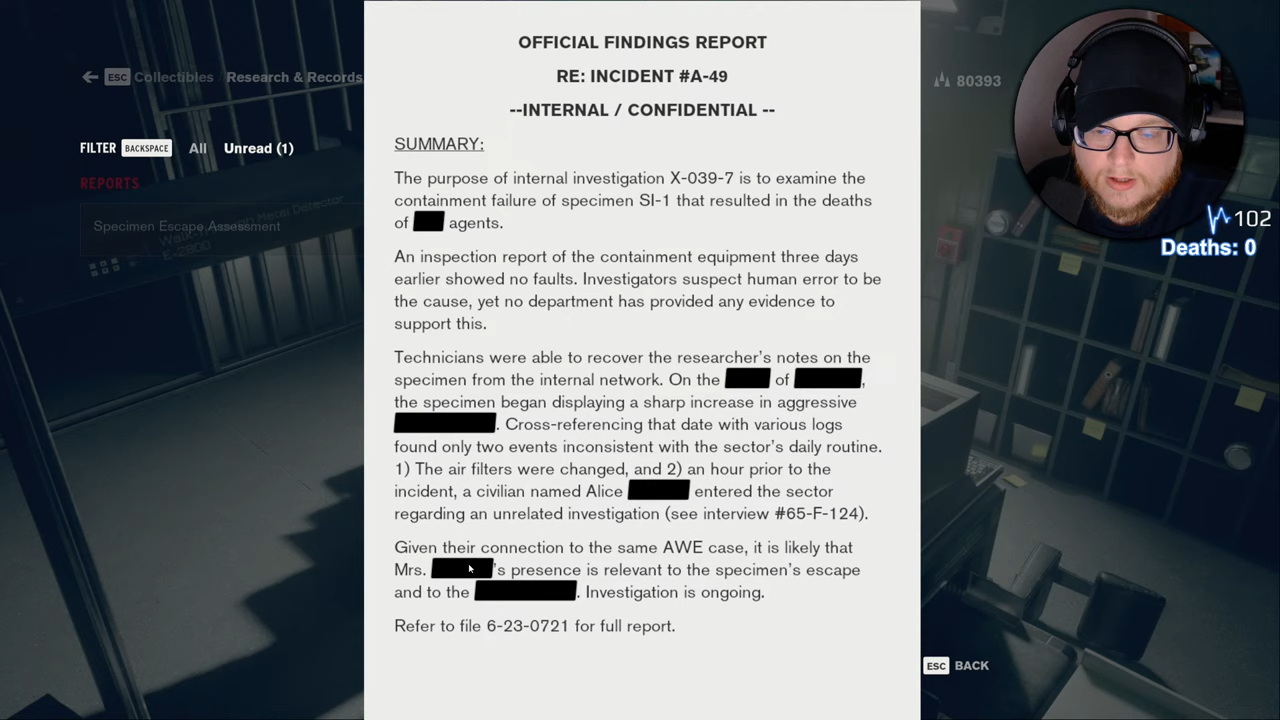 OFFICIAL FINDINGS REPORT
RE: INCIDENT #A-49
--INTERNAL / CONFIDENTIAL --
ESC Collectibles Research & Records
80393
FILTER BACKSPACE All Unread (1)
REPORTS
Specimen Escape Assessment
SUMMARY:
The purpose of internal investigation X-039-7 is to examine the
containment failure of specimen SI-1 that resulted in the deaths
of agents.
An inspection report of the containment equipment three days
earlier showed no faults. Investigators suspect human error to be
the cause, yet no department has provided any evidence to
support this.
Technicians were able to recover the researcher's notes on the
specimen from the internal network. On the of ,
the specimen began displaying a sharp increase in aggressive
. Cross-referencing that date with various logs
found only two events inconsistent with the sector's daily routine.
1) The air filters were changed, and 2) an hour prior to the
incident, a civilian named Alice entered the sector
regarding an unrelated investigation (see interview #65-F-124).
Given their connection to the same AWE case, it is likely that
Mrs. 's presence is relevant to the specimen's escape
and to the . Investigation is ongoing.
Refer to file 6-23-0721 for full report.
102
Deaths: 0
ESC BACK